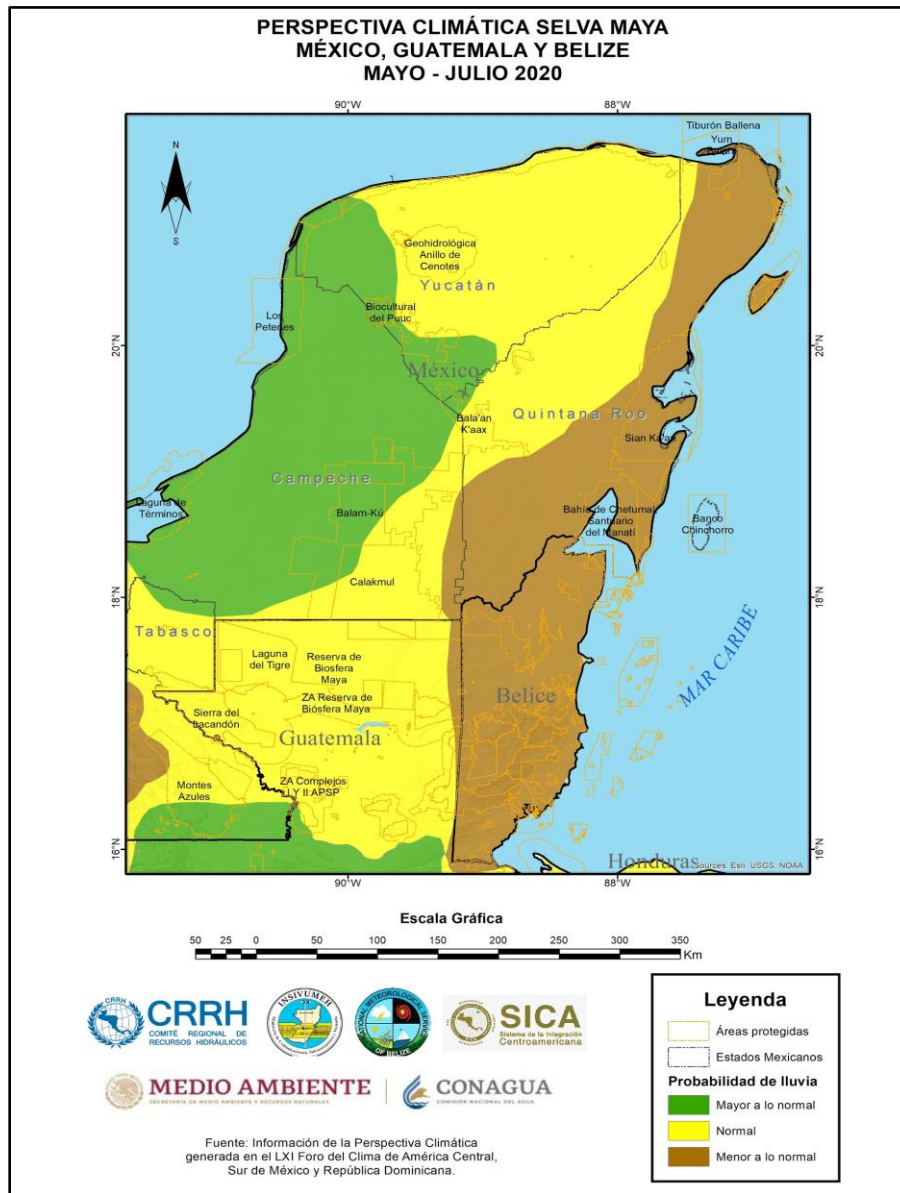 PERSPECTIVA CLIMÁTICA SELVA MAYA
MÉXICO, GUATEMALA Y BELIZE
MAYO - JULIO 2020
90°W
88°W
Tiburón Ballena
Yum
N
S
Geohidrológica
Anillo de
Cenotes
Yucatán
Los
Petenes
Biocultural
del Puuc
20°N
20°N
México
Bala'an
K'aax
Quintana Roo
Sian Ka'an
Campeche
Laguna de
Términos
Balam-Kú
Bahía de Chetumal
Santuario
del Manatí
Banco
Chinchorro
Calakmul
18°N
18°N
Tabasco
Laguna
del Tigre
Reserva de
Biosfera
Maya
MAR CARIBE
ZA Reserva de
Biósfera Maya
Belice
Sierra del
Lacandón
Guatemala
Montes
Azules
ZA Complejos
I Y II APSP
16°N
16°N
Honduras
Sources: Esri, USGS, NOAA
90°W
88°W
Escala Gráfica
50 25 0 50 100 150 200 250 300 350
Km
CRRH
CRRH
COMITÉ REGIONAL DE
RECURSOS HIDRÁULICOS
INSIVUMEH
NATIONAL METEOROLOGICAL SERVICE
OF BELIZE
SICA
Sistema de la Integración
Centroamericana
MEDIO AMBIENTE
SECRETARÍA DE MEDIO AMBIENTE Y RECURSOS NATURALES
CONAGUA
COMISIÓN NACIONAL DEL AGUA
Fuente: Información de la Perspectiva Climática
generada en el LXI Foro del Clima de América Central,
Sur de México y República Dominicana.
Leyenda
Áreas protegidas
Estados Mexicanos
Probabilidad de lluvia
Mayor a lo normal
Normal
Menor a lo normal